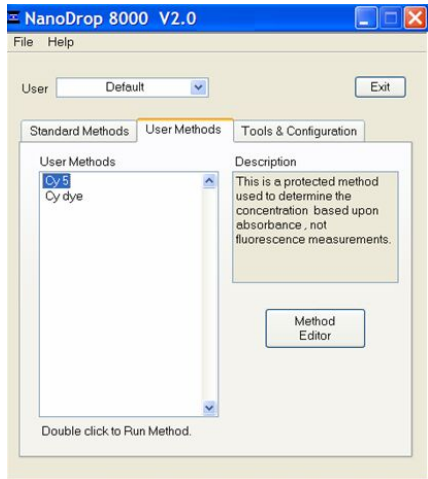 NanoDrop 8000 V2.0
File Help
User Default Exit
Standard Methods User Methods Tools & Configuration
User Methods
Cy 5
Cy dye
Description
This is a protected method
used to determine the
concentration based upon
absorbance , not
fluorescence measurements.
Method
Editor
Double click to Run Method.